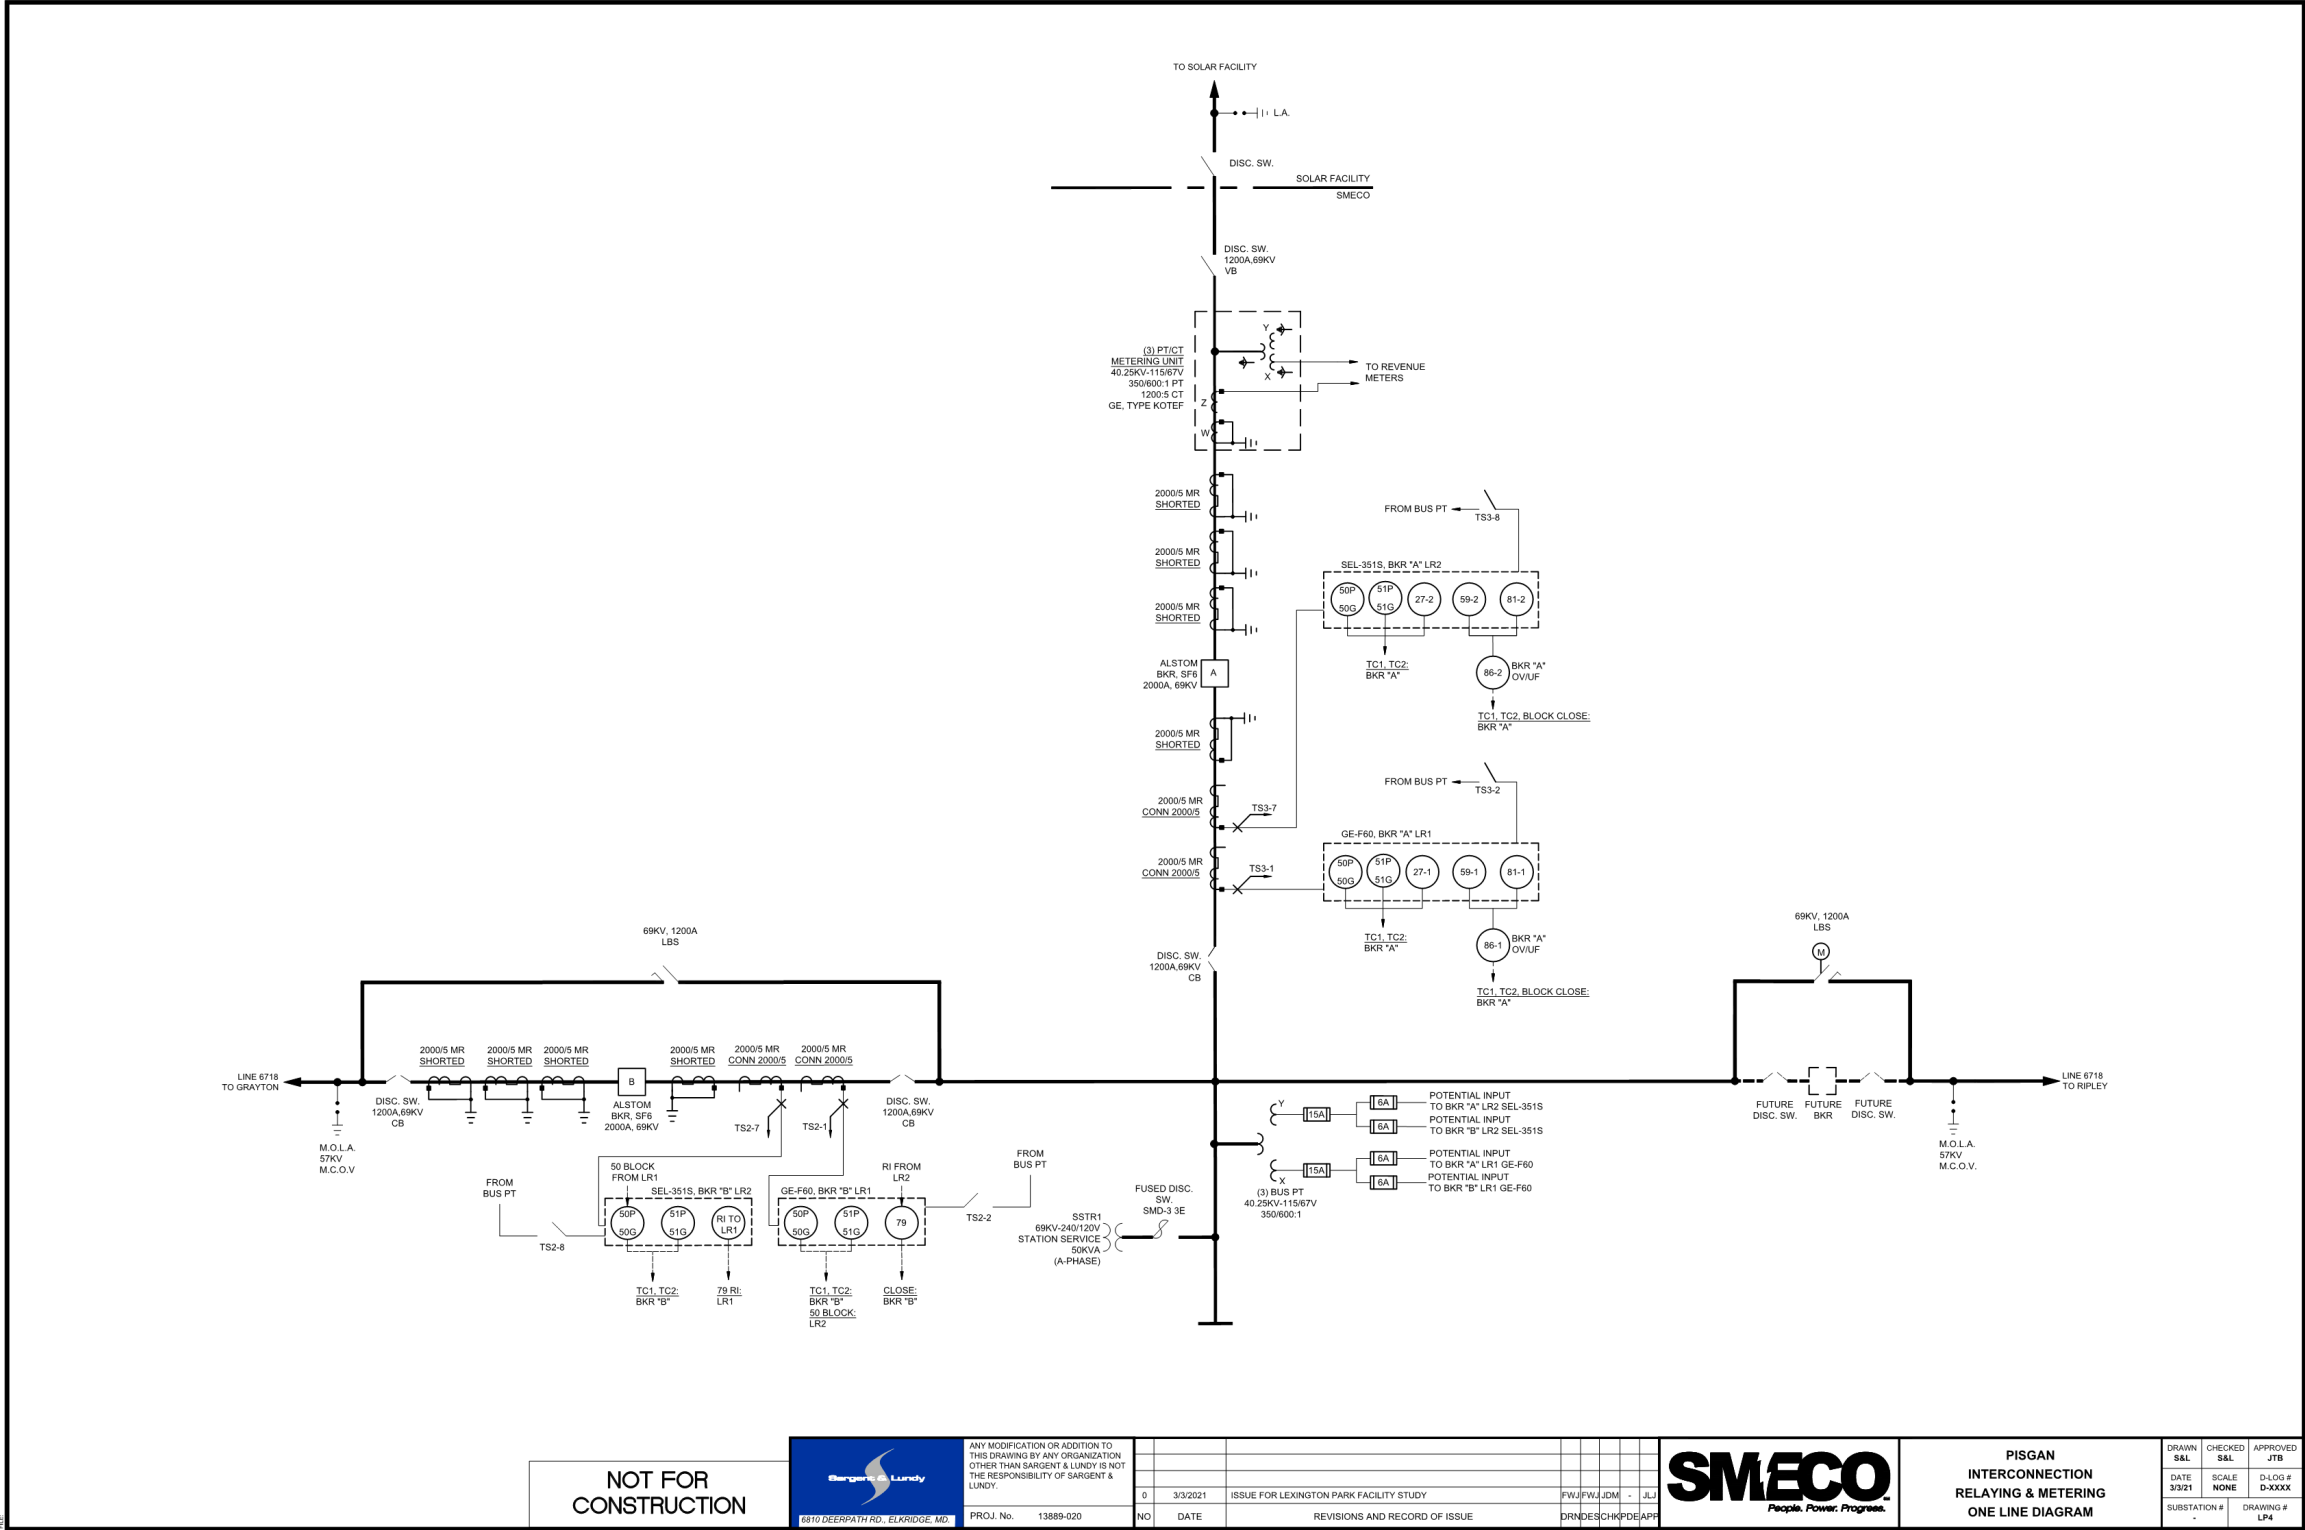 TO SOLAR FACILITY
L.A.
DISC. SW.
SOLAR FACILITY
SMECO
DISC. SW.
1200A,69KV
VB
(3) PT/CT
METERING UNIT
40.25KV-115/67V
350/600:1 PT
1200:5 CT
GE, TYPE KOTEF
Y
X
Z
W
TO REVENUE
METERS
2000/5 MR
SHORTED
2000/5 MR
SHORTED
2000/5 MR
SHORTED
FROM BUS PT
TS3-8
SEL-351S, BKR "A" LR2
50P
50G
51P
51G
27-2
59-2
81-2
TC1, TC2:
BKR "A"
86-2
BKR "A"
OV/UF
TC1, TC2, BLOCK CLOSE:
BKR "A"
ALSTOM
BKR, SF6
2000A, 69KV
A
2000/5 MR
SHORTED
2000/5 MR
CONN 2000/5
TS3-7
2000/5 MR
CONN 2000/5
TS3-1
FROM BUS PT
TS3-2
GE-F60, BKR "A" LR1
50P
50G
51P
51G
27-1
59-1
81-1
TC1, TC2:
BKR "A"
86-1
BKR "A"
OV/UF
TC1, TC2, BLOCK CLOSE:
BKR "A"
DISC. SW.
1200A,69KV
CB
69KV, 1200A
LBS
69KV, 1200A
LBS
M
LINE 6718
TO GRAYTON
M.O.L.A.
57KV
M.C.O.V
DISC. SW.
1200A,69KV
CB
2000/5 MR
SHORTED
2000/5 MR
SHORTED
2000/5 MR
SHORTED
B
ALSTOM
BKR, SF6
2000A, 69KV
2000/5 MR
SHORTED
2000/5 MR
CONN 2000/5
2000/5 MR
CONN 2000/5
TS2-7
TS2-1
DISC. SW.
1200A,69KV
CB
FUTURE
DISC. SW.
FUTURE
BKR
FUTURE
DISC. SW.
LINE 6718
TO RIPLEY
M.O.L.A.
57KV
M.C.O.V.
Y
15A
6A
POTENTIAL INPUT
TO BKR "A" LR2 SEL-351S
6A
POTENTIAL INPUT
TO BKR "B" LR2 SEL-351S
X
15A
6A
POTENTIAL INPUT
TO BKR "A" LR1 GE-F60
6A
POTENTIAL INPUT
TO BKR "B" LR1 GE-F60
(3) BUS PT
40.25KV-115/67V
350/600:1
FUSED DISC.
SW.
SMD-3 3E
SSTR1
69KV-240/120V
STATION SERVICE
50KVA
(A-PHASE)
FROM
BUS PT
TS2-8
50 BLOCK
FROM LR1
SEL-351S, BKR "B" LR2
50P
50G
51P
51G
RI TO
LR1
TC1, TC2:
BKR "B"
79 RI:
LR1
GE-F60, BKR "B" LR1
RI FROM
LR2
50P
50G
51P
51G
79
TC1, TC2:
BKR "B"
50 BLOCK:
LR2
CLOSE:
BKR "B"
TS2-2
FROM
BUS PT
NOT FOR
CONSTRUCTION
Sargent & Lundy
6810 DEERPATH RD., ELKRIDGE, MD.
ANY MODIFICATION OR ADDITION TO
THIS DRAWING BY ANY ORGANIZATION
OTHER THAN SARGENT & LUNDY IS NOT
THE RESPONSIBILITY OF SARGENT &
LUNDY.
PROJ. No. 13889-020
0 3/3/2021 ISSUE FOR LEXINGTON PARK FACILITY STUDY FWJ FWJ JDM - JLJ
NO DATE REVISIONS AND RECORD OF ISSUE DRN DES CHK PDE APP
SMECO
People. Power. Progress.
PISGAN
INTERCONNECTION
RELAYING & METERING
ONE LINE DIAGRAM
DRAWN CHECKED APPROVED
S&L S&L JTB
DATE SCALE D-LOG #
3/3/21 NONE D-XXXX
SUBSTATION # DRAWING #
- LP4
FILE: